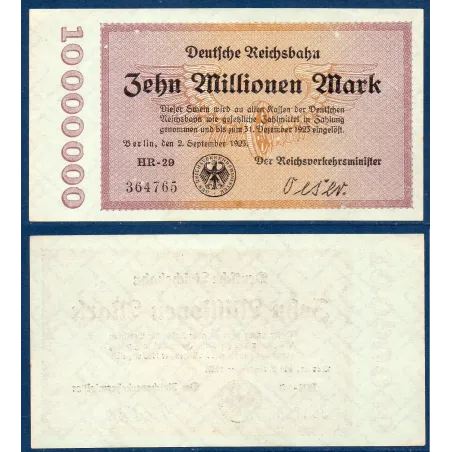 10000000
Deutsche Reichsbahn
Zehn Millionen Mark
Dieser Schein wird an allen Kassen der Deutschen
Reichsbahn wie gesetzliche Zahlmittel in Zahlung
genommen und bis zum 31. Dezember 1923 eingelöst.
Berlin, den 2. September 1923.
HR-29
Der Reichsverkehrsminister
364765
Oeser.